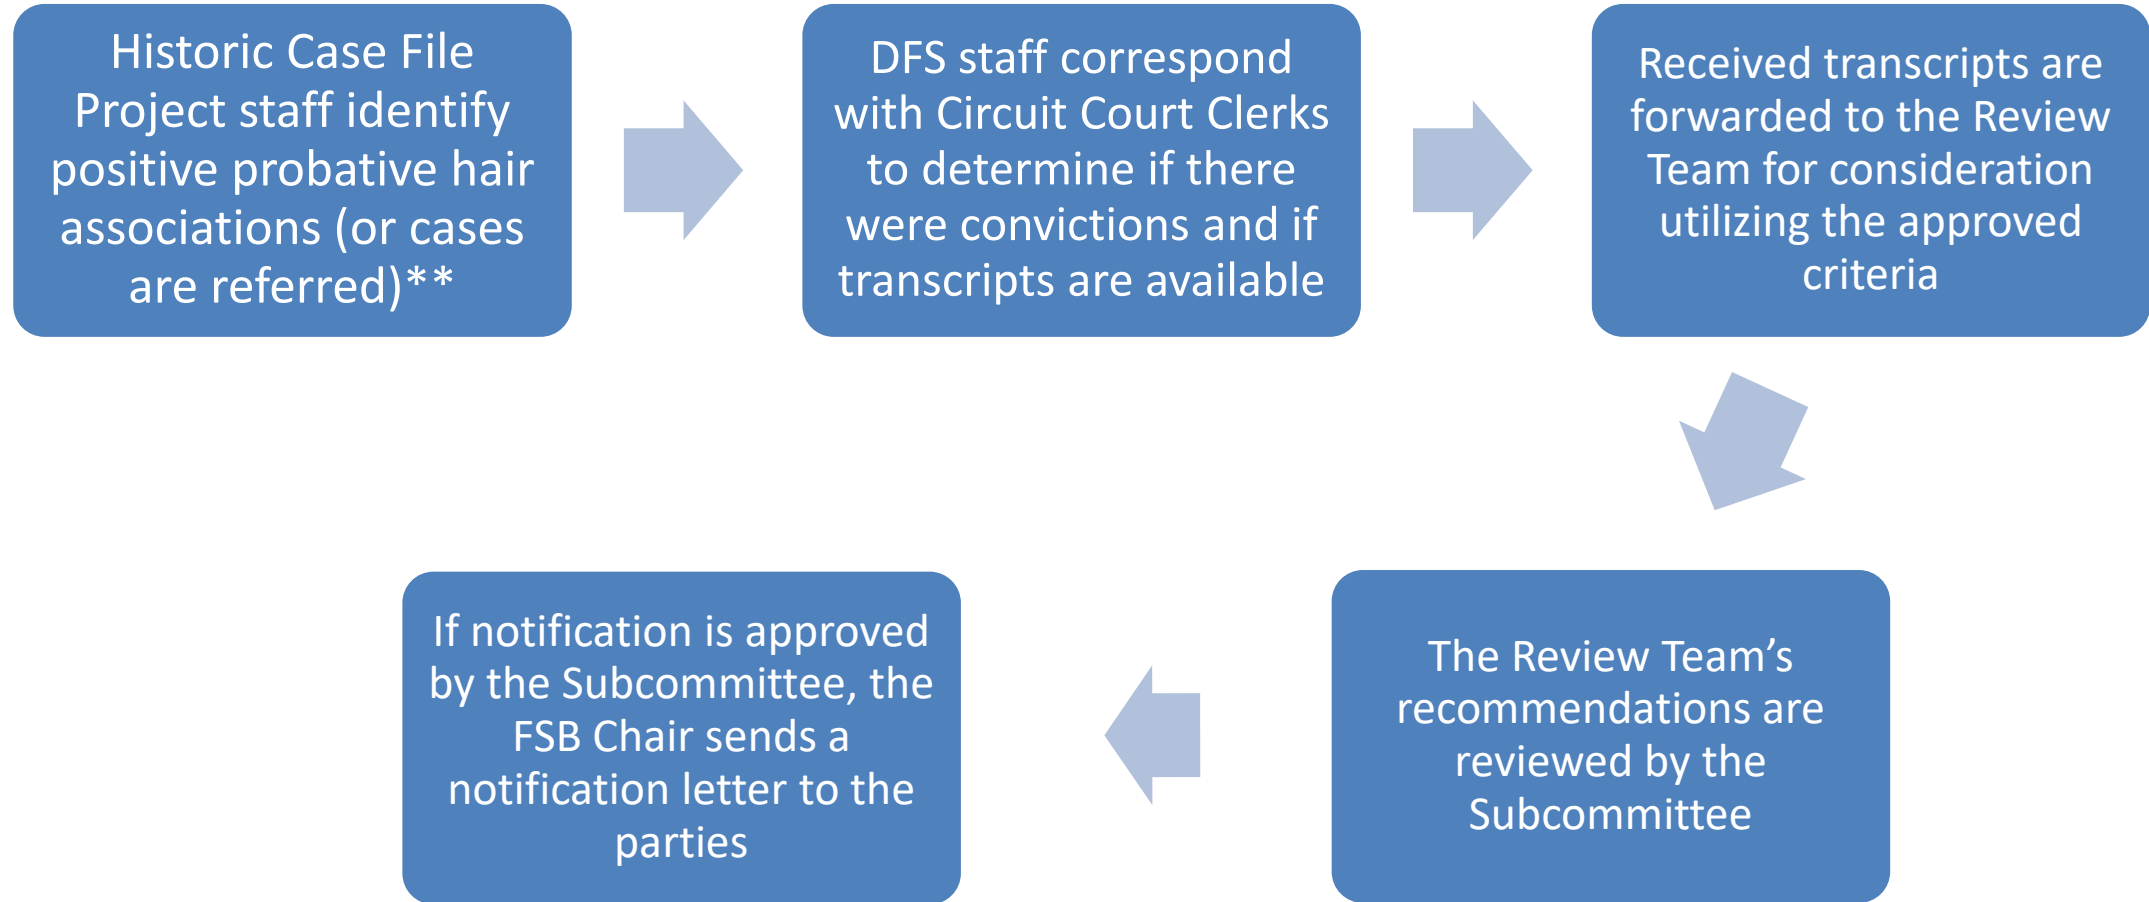 Historic Case File
Project staff identify
positive probative hair
associations (or cases
are referred)**
DFS staff correspond
with Circuit Court Clerks
to determine if there
were convictions and if
transcripts are available
Received transcripts are
forwarded to the Review
Team for consideration
utilizing the approved
criteria
The Review Team’s
recommendations are
reviewed by the
Subcommittee
If notification is approved
by the Subcommittee, the
FSB Chair sends a
notification letter to the
parties